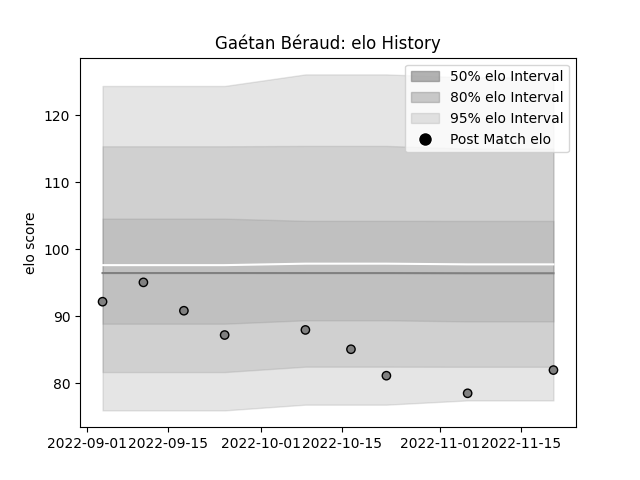 Gaétan Béraud: elo History
50% elo Interval
80% elo Interval
95% elo Interval
Post Match elo
elo score
120
110
100
90
80
2022-09-01 2022-09-15 2022-10-01 2022-10-15 2022-11-01 2022-11-15